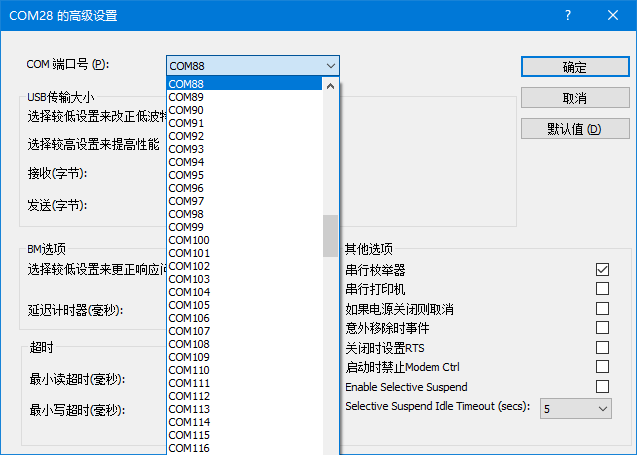 COM28 的高级设置
?
COM 端口号 (P):
COM88
确定
取消
默认值 (D)
COM88
COM89
COM90
COM91
COM92
COM93
COM94
COM95
COM96
COM97
COM98
COM99
COM100
COM101
COM102
COM103
COM104
COM105
COM106
COM107
COM108
COM109
COM110
COM111
COM112
COM113
COM114
COM115
COM116
USB传输大小
选择较低设置来改正低波特
选择较高设置来提高性能
接收(字节):
发送(字节):
BM选项
选择较低设置来更正响应问
延迟计时器(毫秒):
超时
最小读超时(毫秒):
最小写超时(毫秒):
其他选项
串行枚举器
串行打印机
如果电源关闭则取消
意外移除时事件
关闭时设置RTS
启动时禁止Modem Ctrl
Enable Selective Suspend
Selective Suspend Idle Timeout (secs):
5